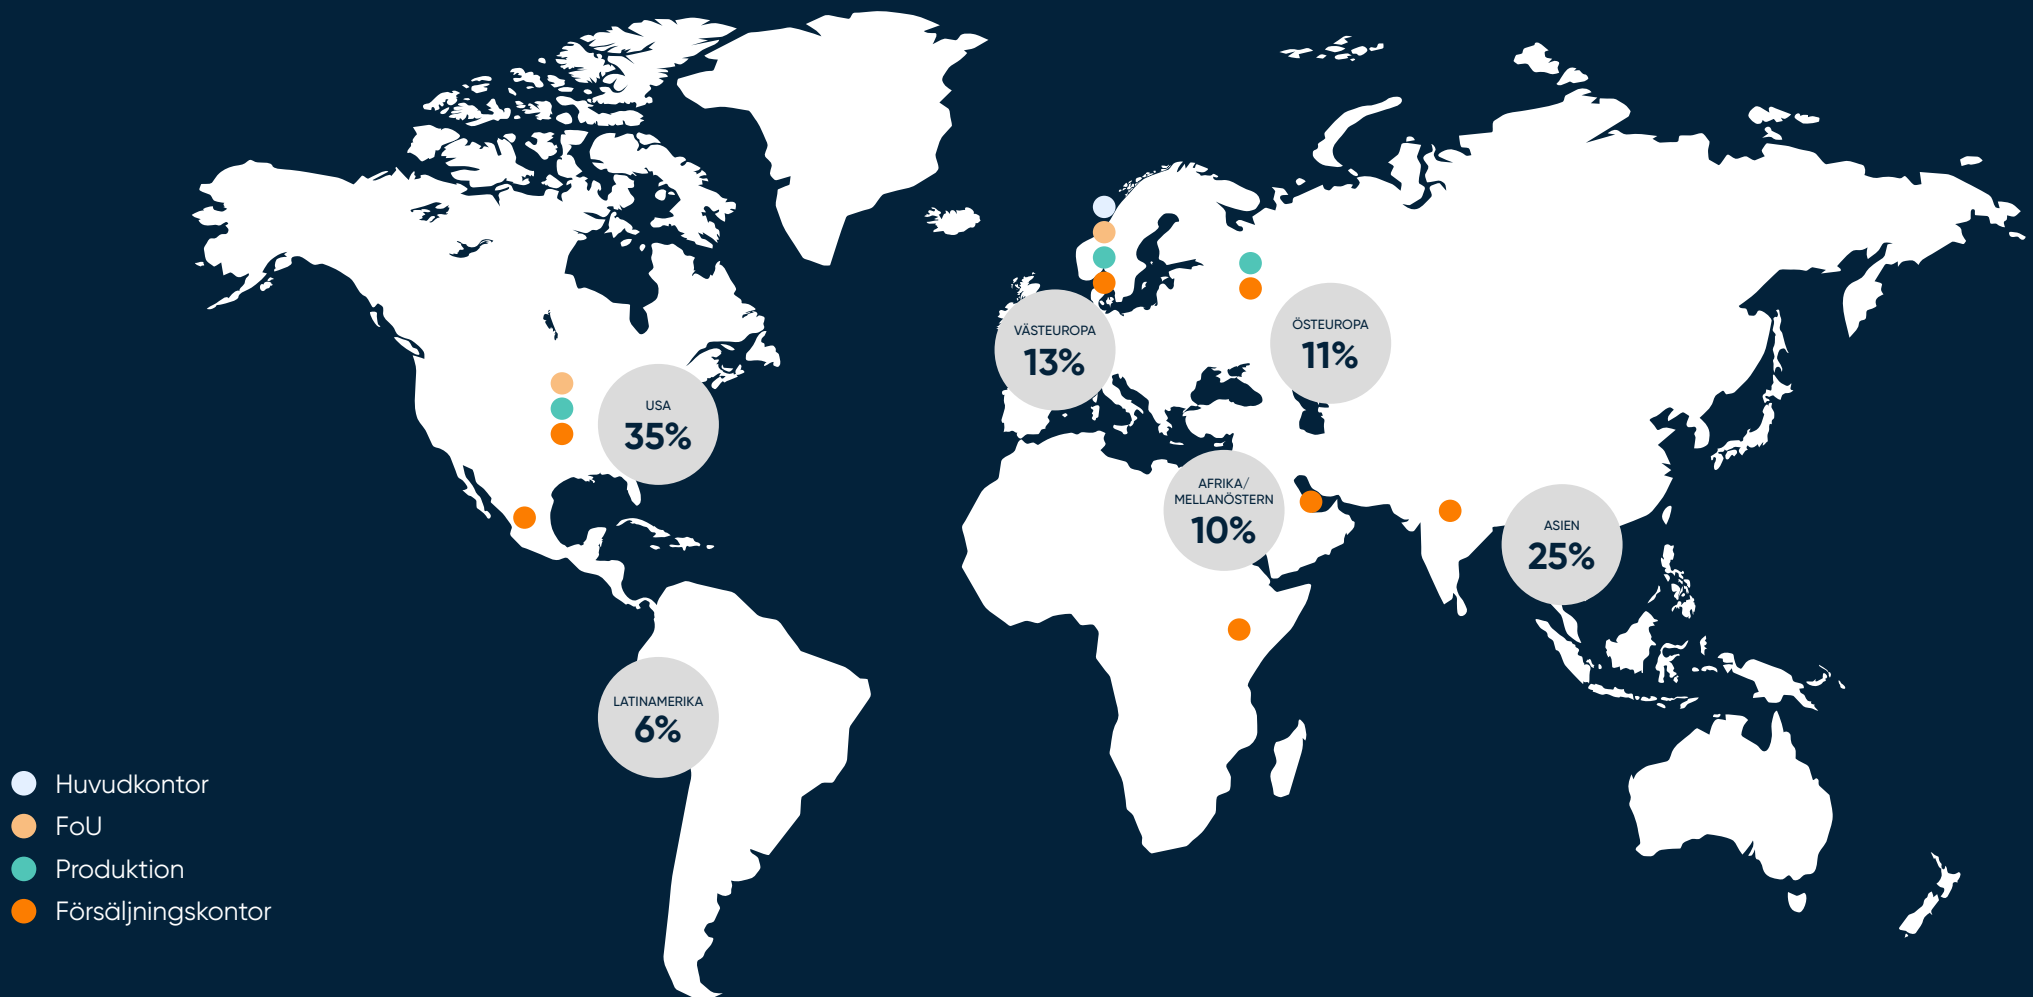 VÄSTEUROPA
13%
ÖSTEUROPA
11%
USA
35%
AFRIKA/
MELLANÖSTERN
10%
ASIEN
25%
LATINAMERIKA
6%
Huvudkontor
FoU
Produktion
Försäljningskontor